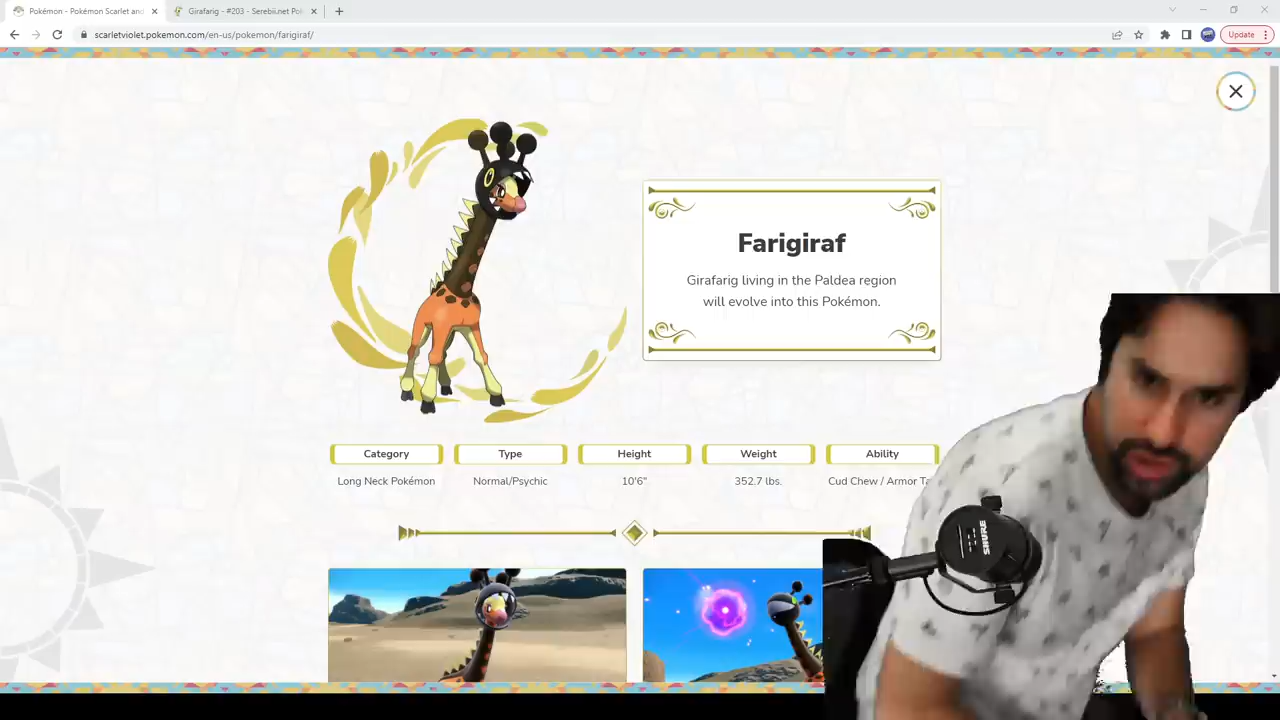 Pokémon - Pokémon Scarlet and
Girafarig - #203 - Serebii.net Pok
scarletviolet.pokemon.com/en-us/pokemon/farigiraf/
Update
Farigiraf
Girafarig living in the Paldea region
will evolve into this Pokémon.
Category Type Height Weight Ability
Long Neck Pokémon Normal/Psychic 10'6" 352.7 lbs. Cud Chew / Armor Ta
SHURE